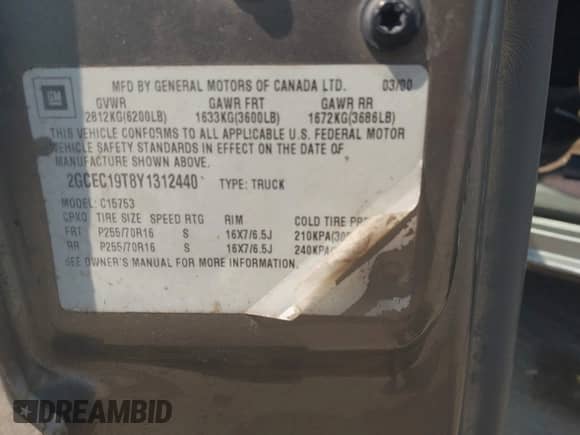 MFD BY GENERAL MOTORS OF CANADA LTD. 03/00
GM
GVWR GAWR FRT GAWR RR
2812KG(6200LB) 1633KG(3600LB) 1672KG(3686LB)
THIS VEHICLE CONFORMS TO ALL APPLICABLE U.S. FEDERAL MOTOR
VEHICLE SAFETY STANDARDS IN EFFECT ON THE DATE OF
MANUFACTURE SHOWN ABOVE.
2GCEC19T8Y1312440 TYPE: TRUCK
MODEL: C15753
TIRE SIZE SPEED RTG RIM COLD TIRE
FRT P255/70R16 S 16X7/6.5J 210KPA(30
RR P255/70R16 S 16X7/6.5J 240KPA
SEE OWNER'S MANUAL FOR MORE INFORMATION.
DREAMBID